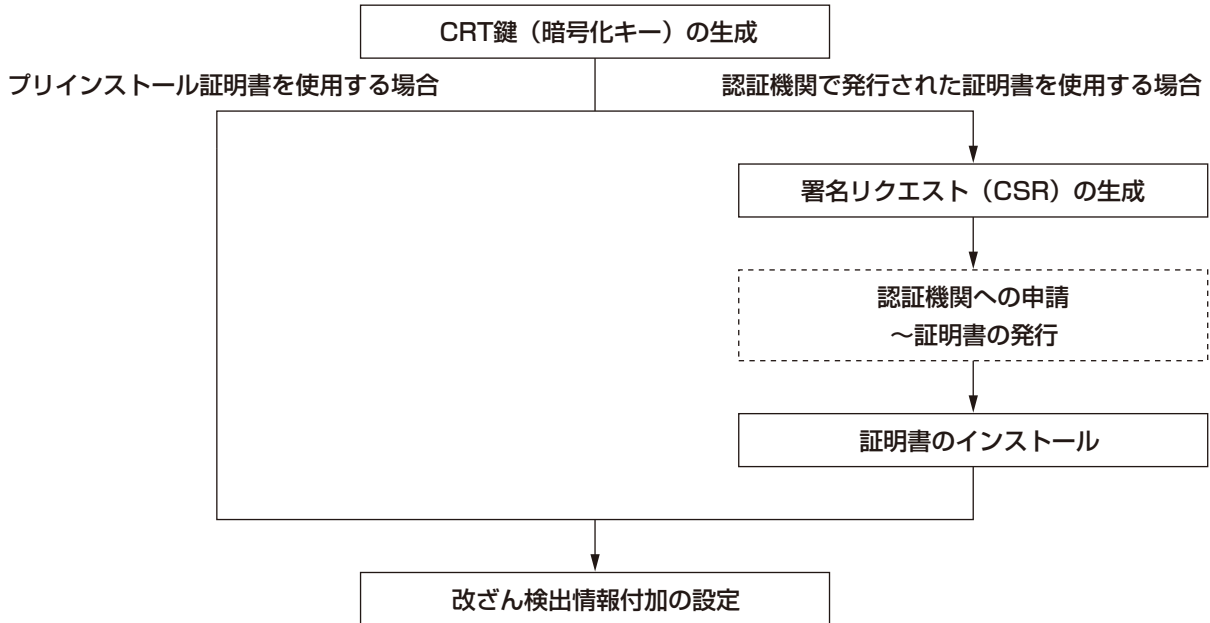 CRT鍵（暗号化キー）の生成
プリインストール証明書を使用する場合
認証機関で発行された証明書を使用する場合
署名リクエスト（CSR）の生成
認証機関への申請
～証明書の発行
証明書のインストール
改ざん検出情報付加の設定